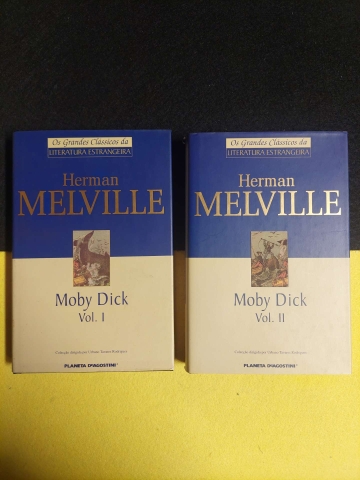 Os Grandes Clássicos da
LITERATURA ESTRANGEIRA
Herman
MELVILLE
Moby Dick
Vol. I
PLANETA DeAGOSTINI
Os Grandes Clássicos da
LITERATURA ESTRANGEIRA
Herman
MELVILLE
Moby Dick
Vol. II
PLANETA DeAGOSTINI